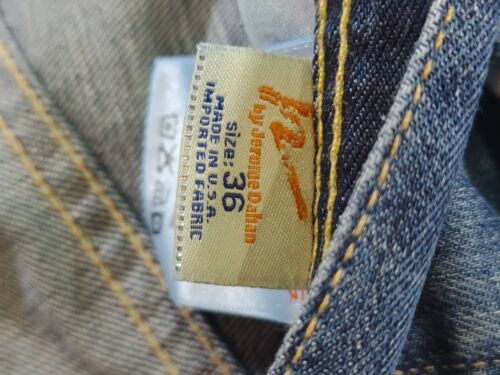 by Jerome Dahan
Size: 36
MADE IN U.S.A.
IMPORTED FABRIC